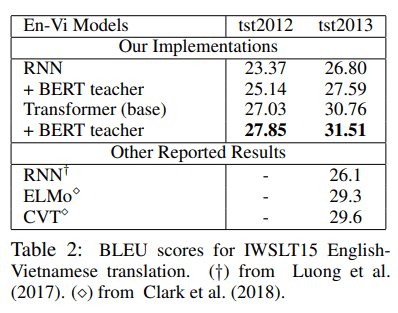 En-Vi Models tst2012 tst2013
Our Implementations
RNN 23.37 26.80
+ BERT teacher 25.14 27.59
Transformer (base) 27.03 30.76
+ BERT teacher 27.85 31.51
Other Reported Results
RNN† - 26.1
ELMo⋄ - 29.3
CVT⋄ - 29.6
Table 2: BLEU scores for IWSLT15 English-
Vietnamese translation. (†) from Luong et al.
(2017). (⋄) from Clark et al. (2018).